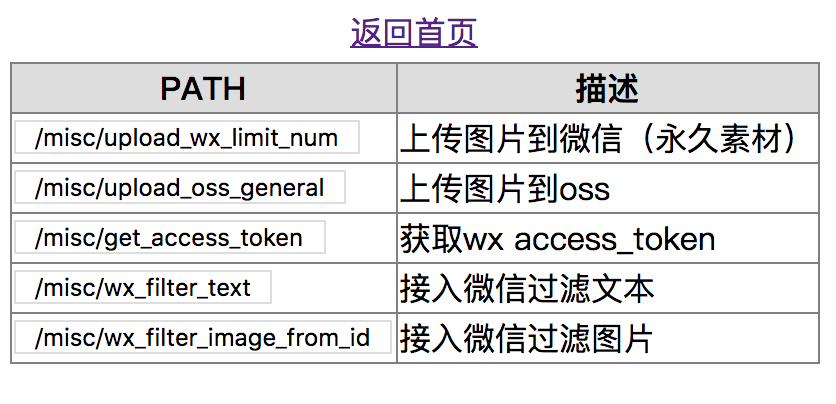 返回首页
PATH 描述
/misc/upload_wx_limit_num 上传图片到微信（永久素材）
/misc/upload_oss_general 上传图片到oss
/misc/get_access_token 获取wx access_token
/misc/wx_filter_text 接入微信过滤文本
/misc/wx_filter_image_from_id 接入微信过滤图片